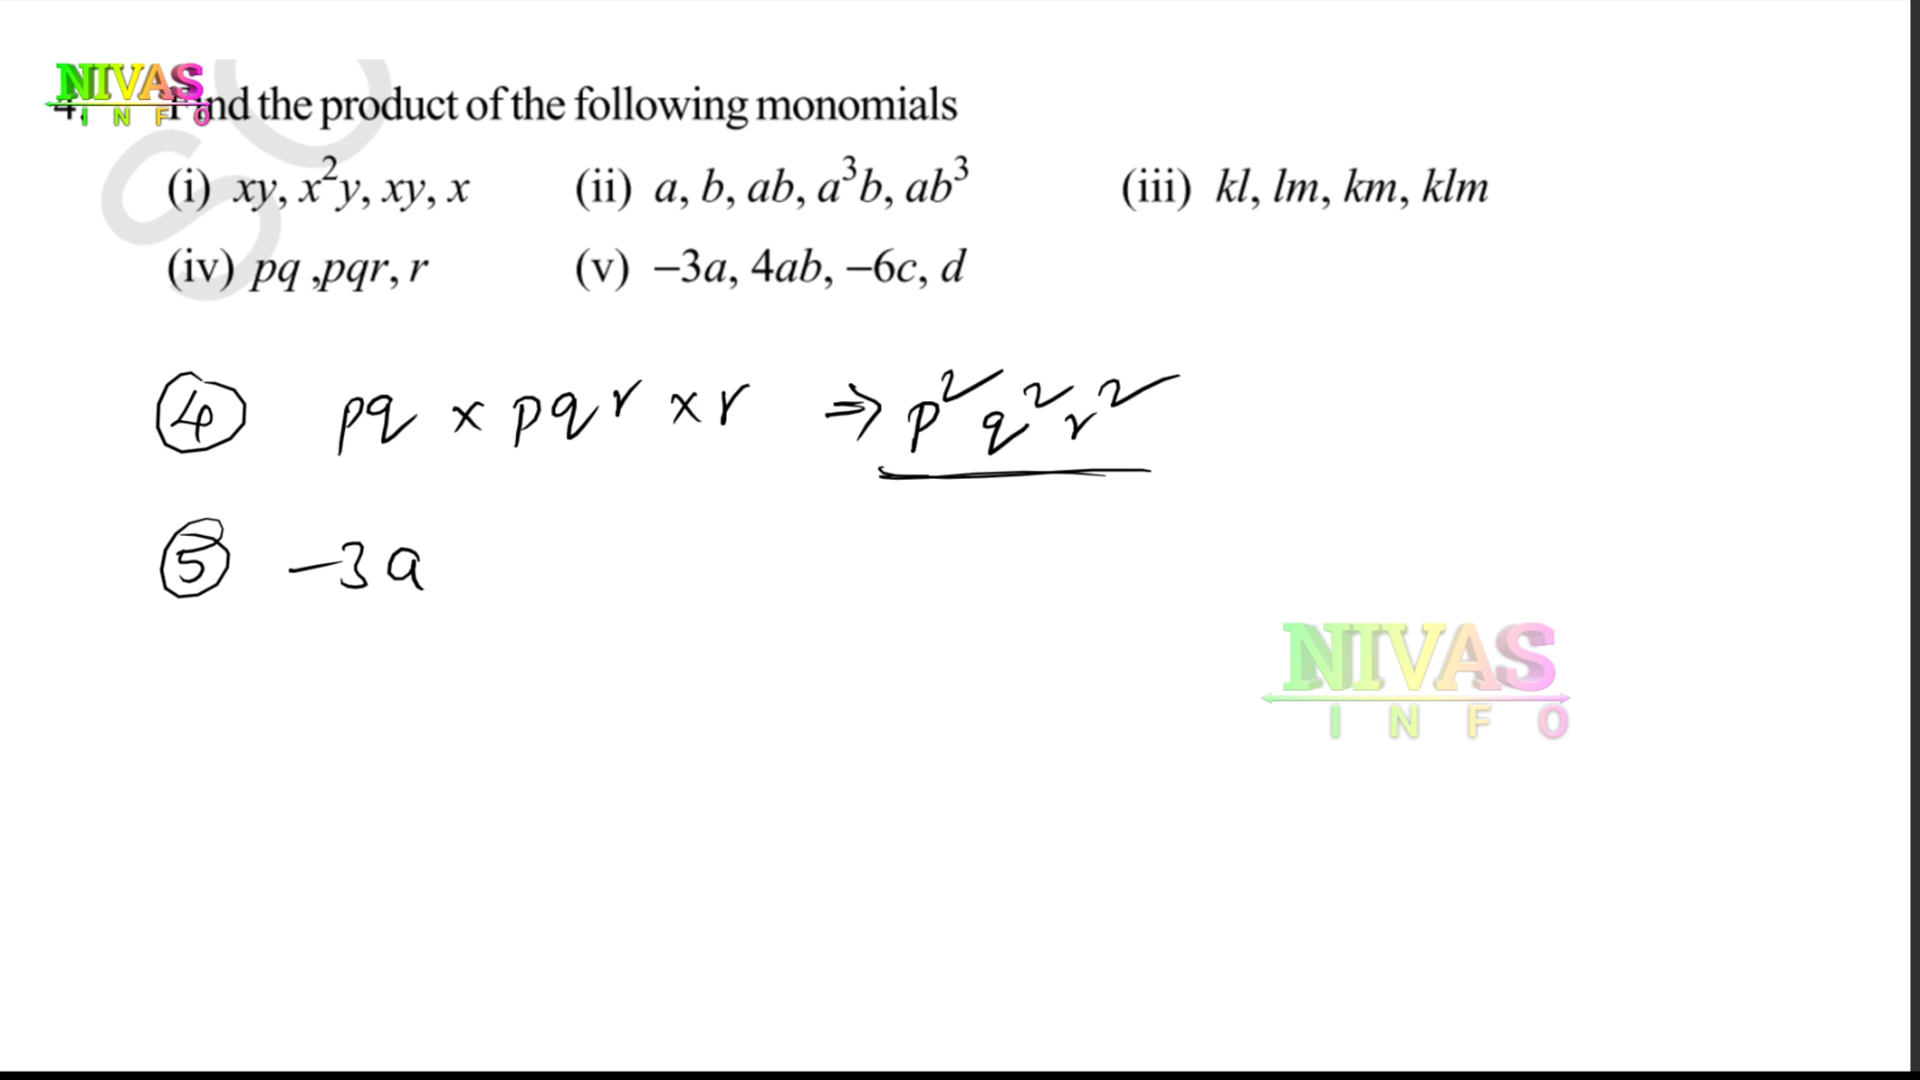 NIVAS
INFO
4. Find the product of the following monomials
(i) xy, x²y, xy, x (ii) a, b, ab, a³b, ab³ (iii) kl, lm, km, klm
(iv) pq ,pqr, r (v) –3a, 4ab, –6c, d
④ pq × pqr × r ⇒ p²q²r²
⑤ –3a
NIVAS
INFO